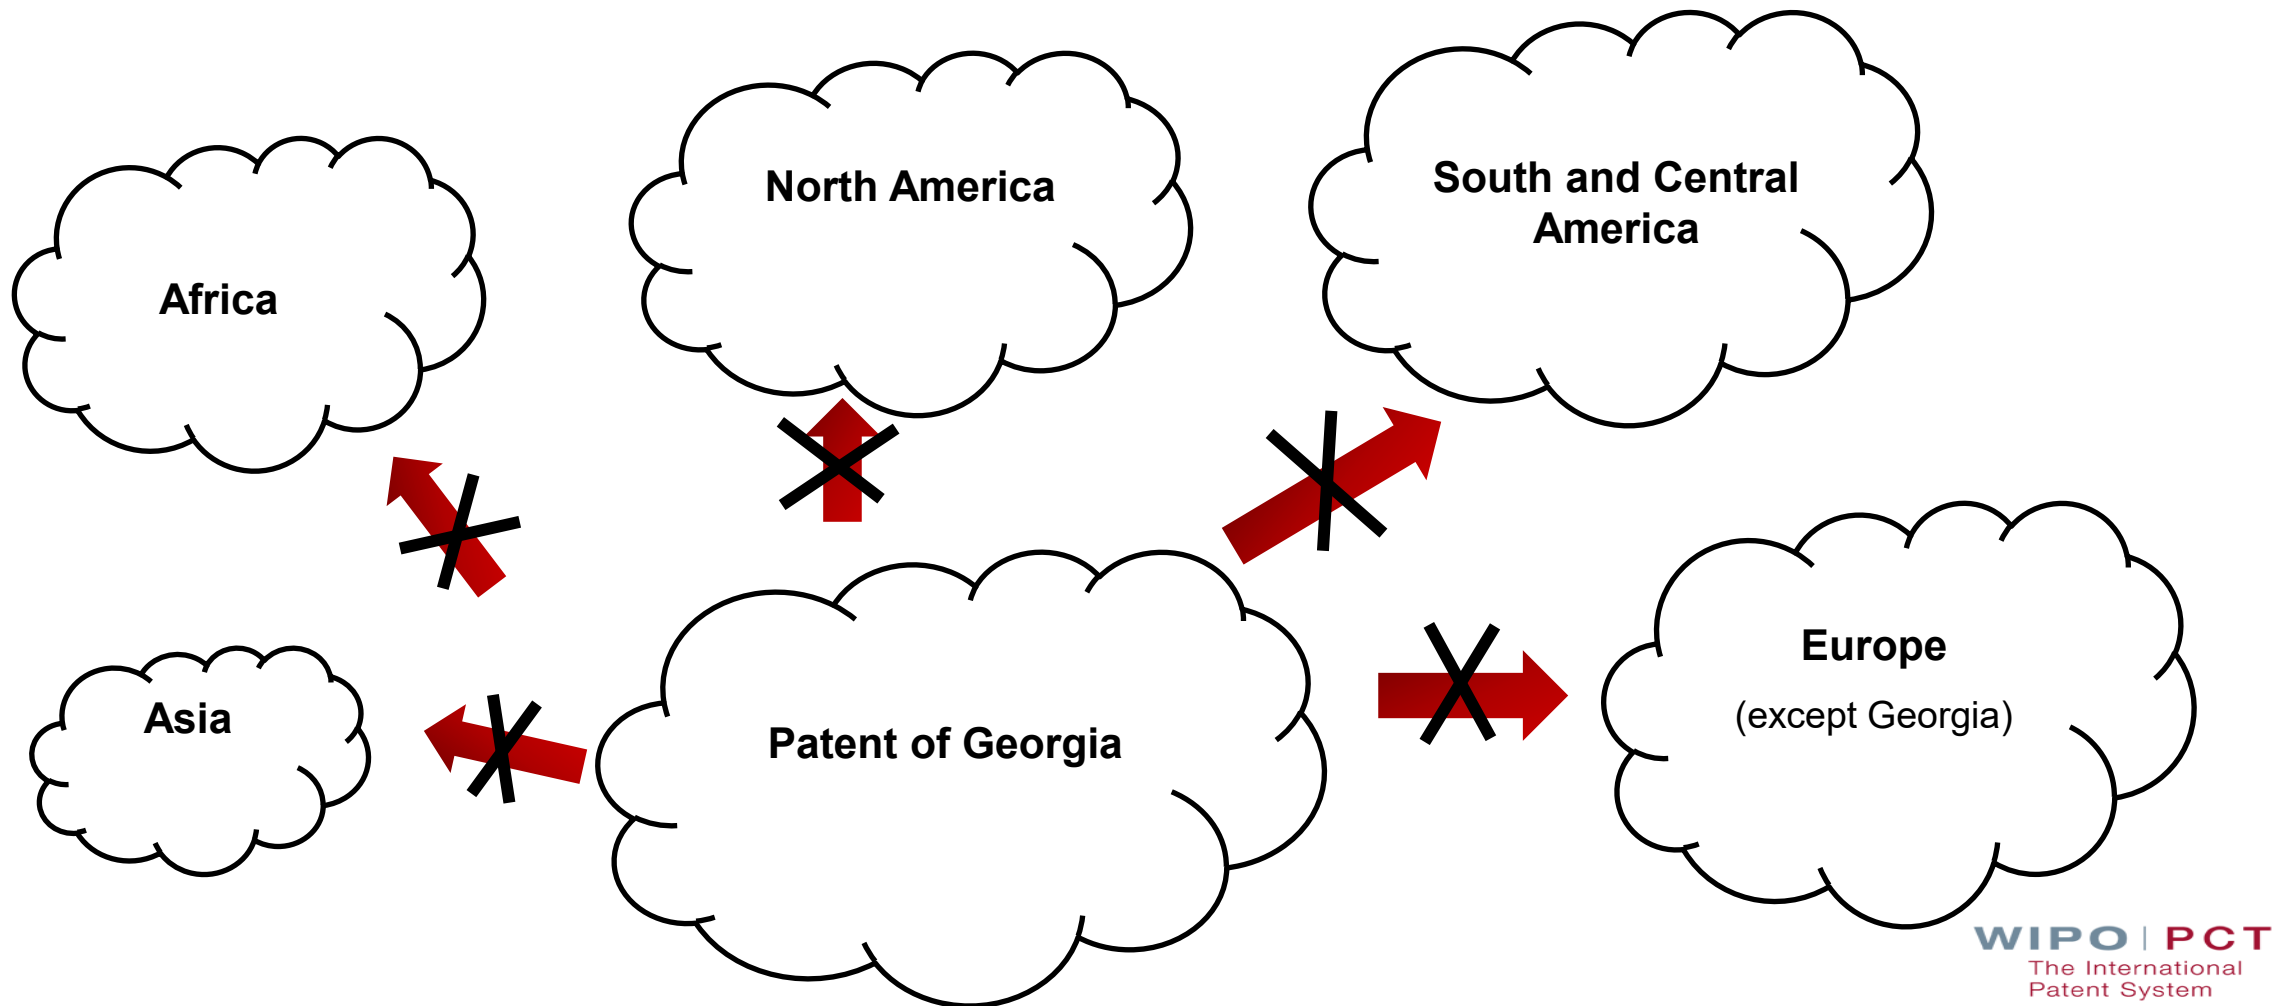 North America
South and Central
America
Africa
Europe
(except Georgia)
Asia
Patent of Georgia
WIPO | PCT
The International
Patent System